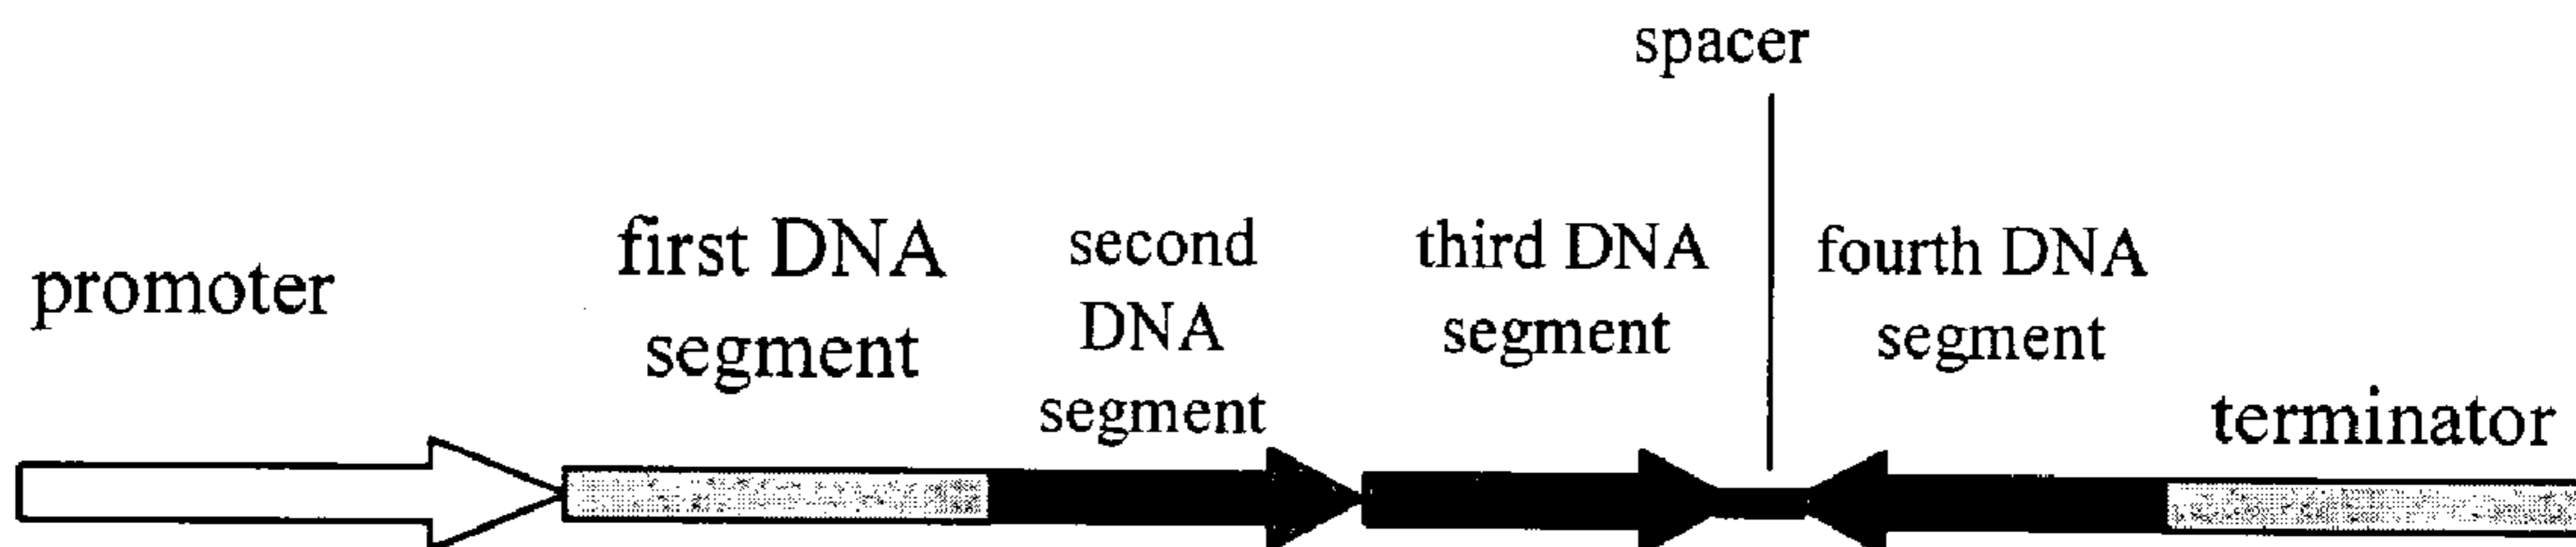 spacer
promoter
first DNA
segment
second
DNA
segment
third DNA
segment
fourth DNA
segment
terminator